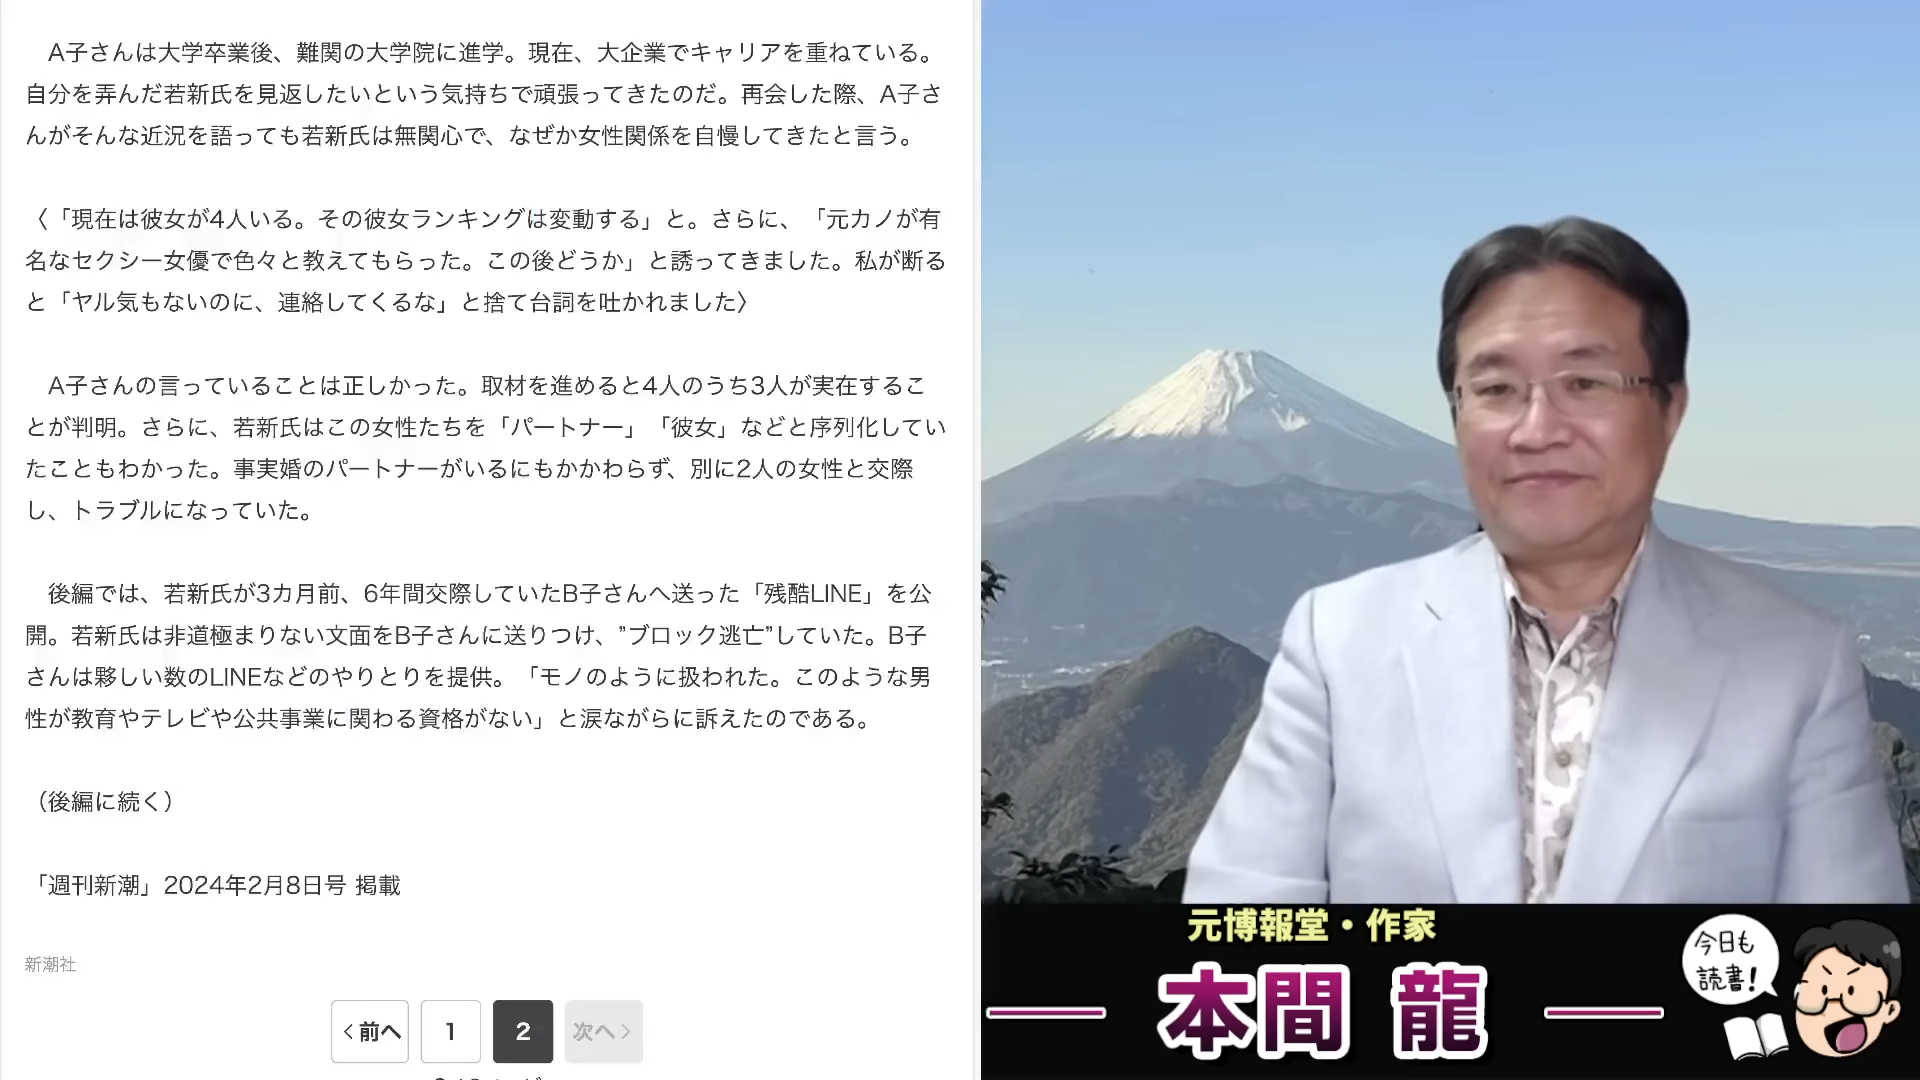 A子さんは大学卒業後、難関の大学院に進学。現在、大企業でキャリアを重ねている。
自分を弄んだ若新氏を見返したいという気持ちで頑張ってきたのだ。再会した際、A子さ
んがそんな近況を語っても若新氏は無関心で、なぜか女性関係を自慢してきたと言う。
〈「現在は彼女が4人いる。その彼女ランキングは変動する」と。さらに、「元カノが有
名なセクシー女優で色々と教えてもらった。この後どうか」と誘ってきました。私が断る
と「ヤル気もないのに、連絡してくるな」と捨て台詞を吐かれました〉
A子さんの言っていることは正しかった。取材を進めると4人のうち3人が実在するこ
とが判明。さらに、若新氏はこの女性たちを「パートナー」「彼女」などと序列化してい
たこともわかった。事実婚のパートナーがいるにもかかわらず、別に2人の女性と交際
し、トラブルになっていた。
後編では、若新氏が3カ月前、6年間交際していたB子さんへ送った「残酷LINE」を公
開。若新氏は非道極まりない文面をB子さんに送りつけ、”ブロック逃亡”していた。B子
さんは夥しい数のLINEなどのやりとりを提供。「モノのように扱われた。このような男
性が教育やテレビや公共事業に関わる資格がない」と涙ながらに訴えたのである。
（後編に続く）
「週刊新潮」2024年2月8日号 掲載
新潮社
前へ 1 2 次へ
元博報堂・作家
本間 龍
今日も
読書！